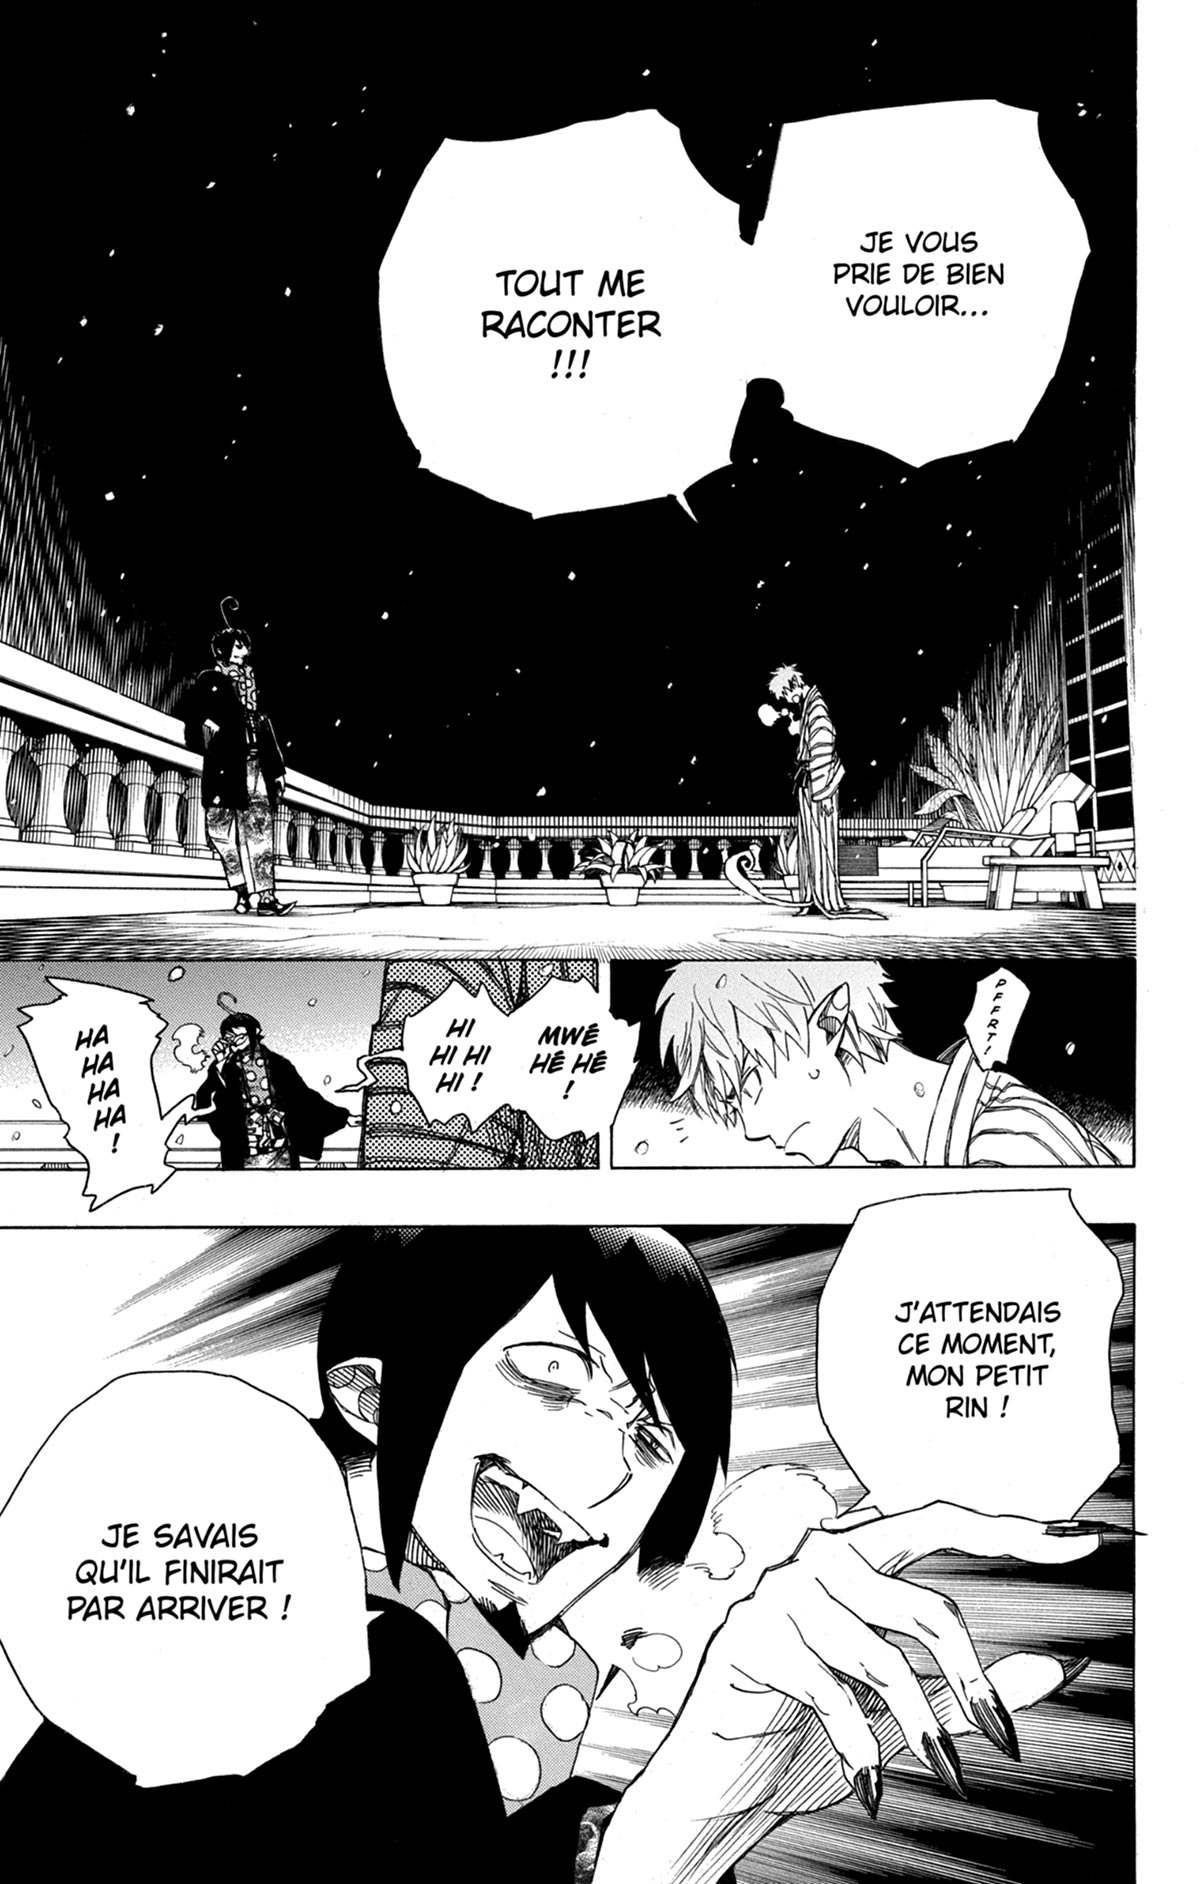 JE VOUS
PRIE DE BIEN
VOULOIR...
TOUT ME
RACONTER
!!!
PFFRT!
MWÉ
HÉ HÉ
!
HI
HI HI
HI !
HA
HA
HA
HA
!
J'ATTENDAIS
CE MOMENT,
MON PETIT
RIN !
JE SAVAIS
QU'IL FINIRAIT
PAR ARRIVER !